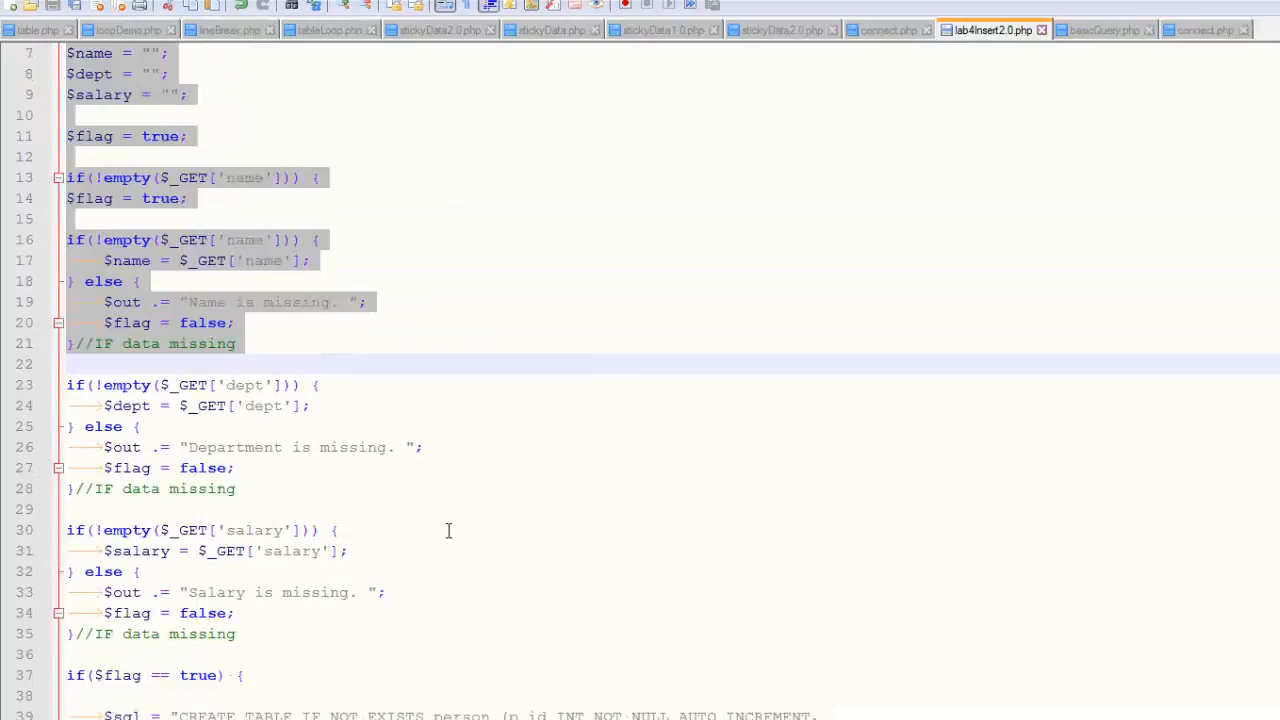 table.php loopDemo.php lineBreak.php tableLoop.php stickyData2.0.php stickyData.php stickyData1.0.php stickyData2.0.php connect.php lab4Insert2.0.php basicQuery.php connect.php
7 $name = "";
8 $dept = "";
9 $salary = "";
10
11 $flag = true;
12
13 if(!empty($_GET['name'])) {
14 $flag = true;
15
16 if(!empty($_GET['name'])) {
17 $name = $_GET['name'];
18 } else {
19 $out .= "Name is missing. ";
20 $flag = false;
21 }//IF data missing
22
23 if(!empty($_GET['dept'])) {
24 $dept = $_GET['dept'];
25 } else {
26 $out .= "Department is missing. ";
27 $flag = false;
28 }//IF data missing
29
30 if(!empty($_GET['salary'])) {
31 $salary = $_GET['salary'];
32 } else {
33 $out .= "Salary is missing. ";
34 $flag = false;
35 }//IF data missing
36
37 if($flag == true) {
38
39 $sql = "CREATE TABLE IF NOT EXISTS person (p_id INT NOT NULL AUTO_INCREMENT,